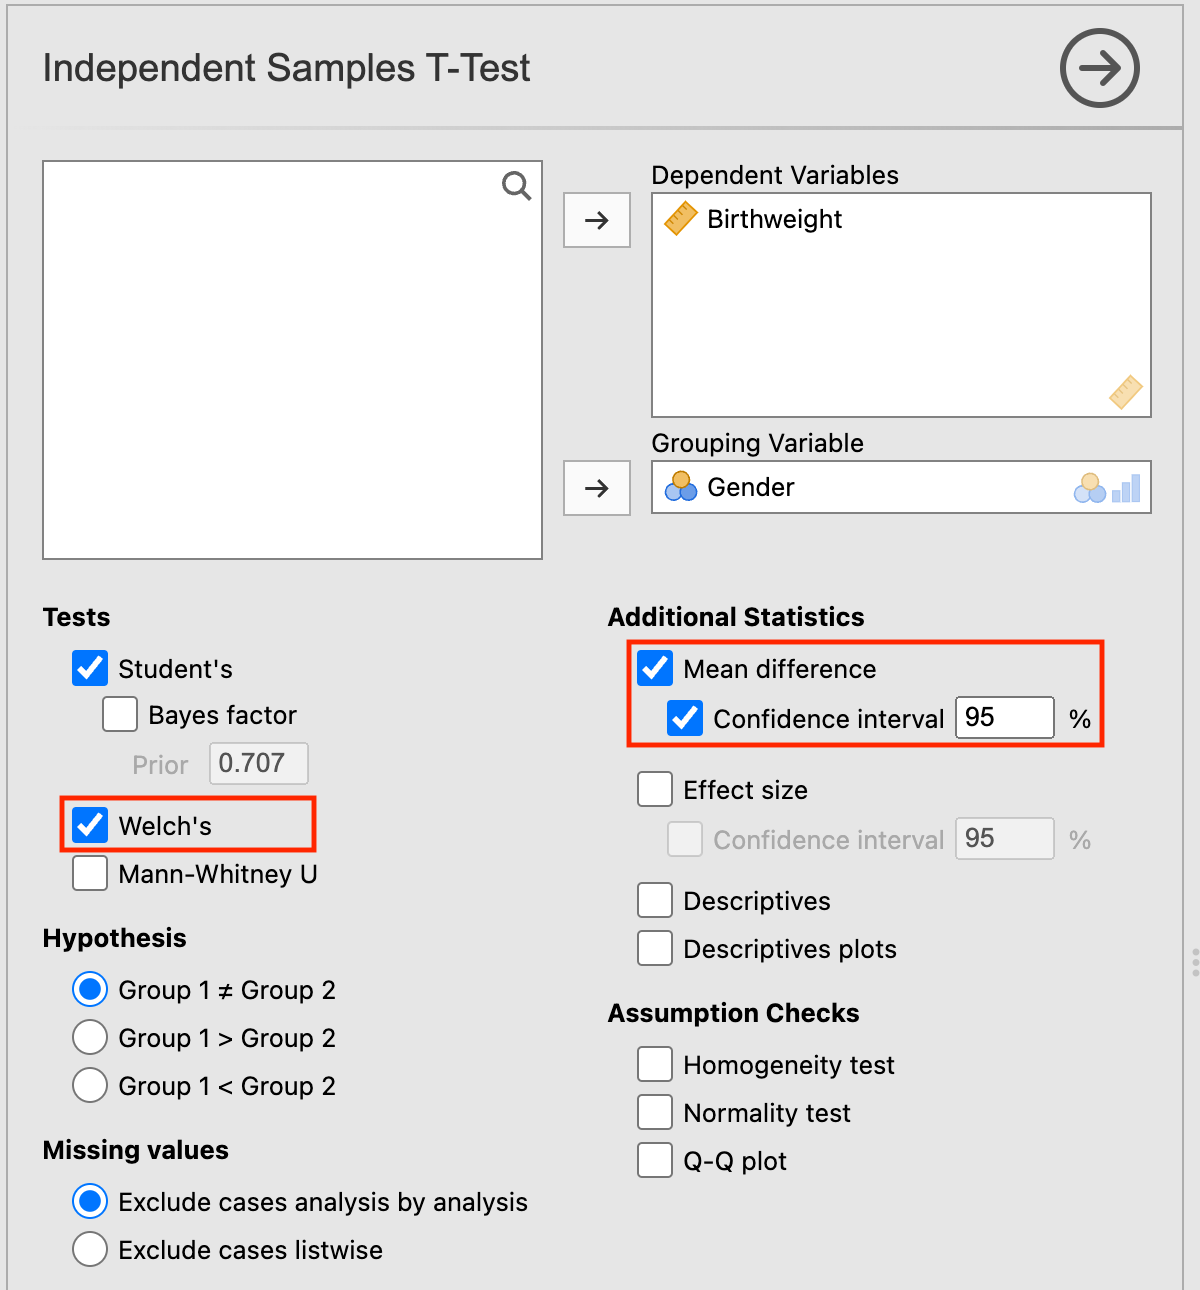 Independent Samples T-Test
Dependent Variables
Birthweight
Grouping Variable
Gender
Tests
Student's
Bayes factor
Prior 0.707
Welch's
Mann-Whitney U
Hypothesis
Group 1 ≠ Group 2
Group 1 > Group 2
Group 1 < Group 2
Missing values
Exclude cases analysis by analysis
Exclude cases listwise
Additional Statistics
Mean difference
Confidence interval 95 %
Effect size
Confidence interval 95 %
Descriptives
Descriptives plots
Assumption Checks
Homogeneity test
Normality test
Q-Q plot